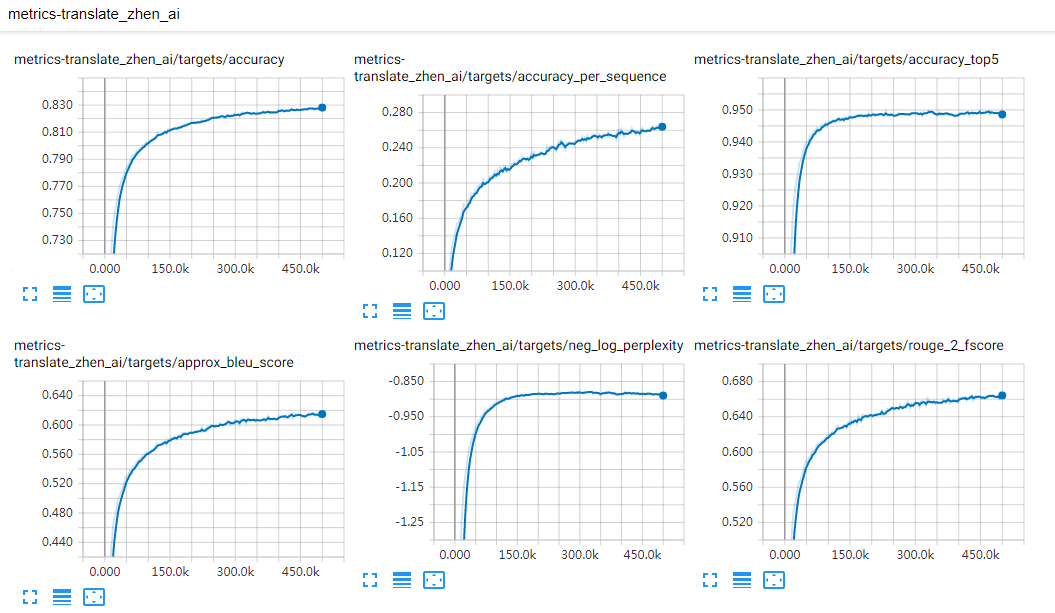 metrics-translate_zhen_ai
metrics-translate_zhen_ai/targets/accuracy
0.830
0.810
0.790
0.770
0.750
0.730
0.000 150.0k 300.0k 450.0k
metrics-
translate_zhen_ai/targets/accuracy_per_sequence
0.280
0.240
0.200
0.160
0.120
0.000 150.0k 300.0k 450.0k
metrics-translate_zhen_ai/targets/accuracy_top5
0.950
0.940
0.930
0.920
0.910
0.000 150.0k 300.0k 450.0k
metrics-
translate_zhen_ai/targets/approx_bleu_score
0.640
0.600
0.560
0.520
0.480
0.440
0.000 150.0k 300.0k 450.0k
metrics-translate_zhen_ai/targets/neg_log_perplexity
-0.850
-0.950
-1.05
-1.15
-1.25
0.000 150.0k 300.0k 450.0k
metrics-translate_zhen_ai/targets/rouge_2_fscore
0.680
0.640
0.600
0.560
0.520
0.000 150.0k 300.0k 450.0k